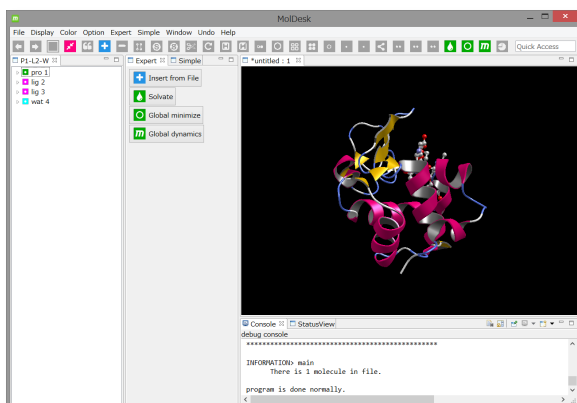 MolDesk
File Display Color Option Expert Simple Window Undo Help
Quick Access
P1-L2-W
pro 1
lig 2
lig 3
wat 4
Expert
Simple
Insert from File
Solvate
Global minimize
Global dynamics
*untitled : 1
Console
StatusView
debug console
************************************************
INFORMATION> main
There is 1 molecule in file.
program is done normally.